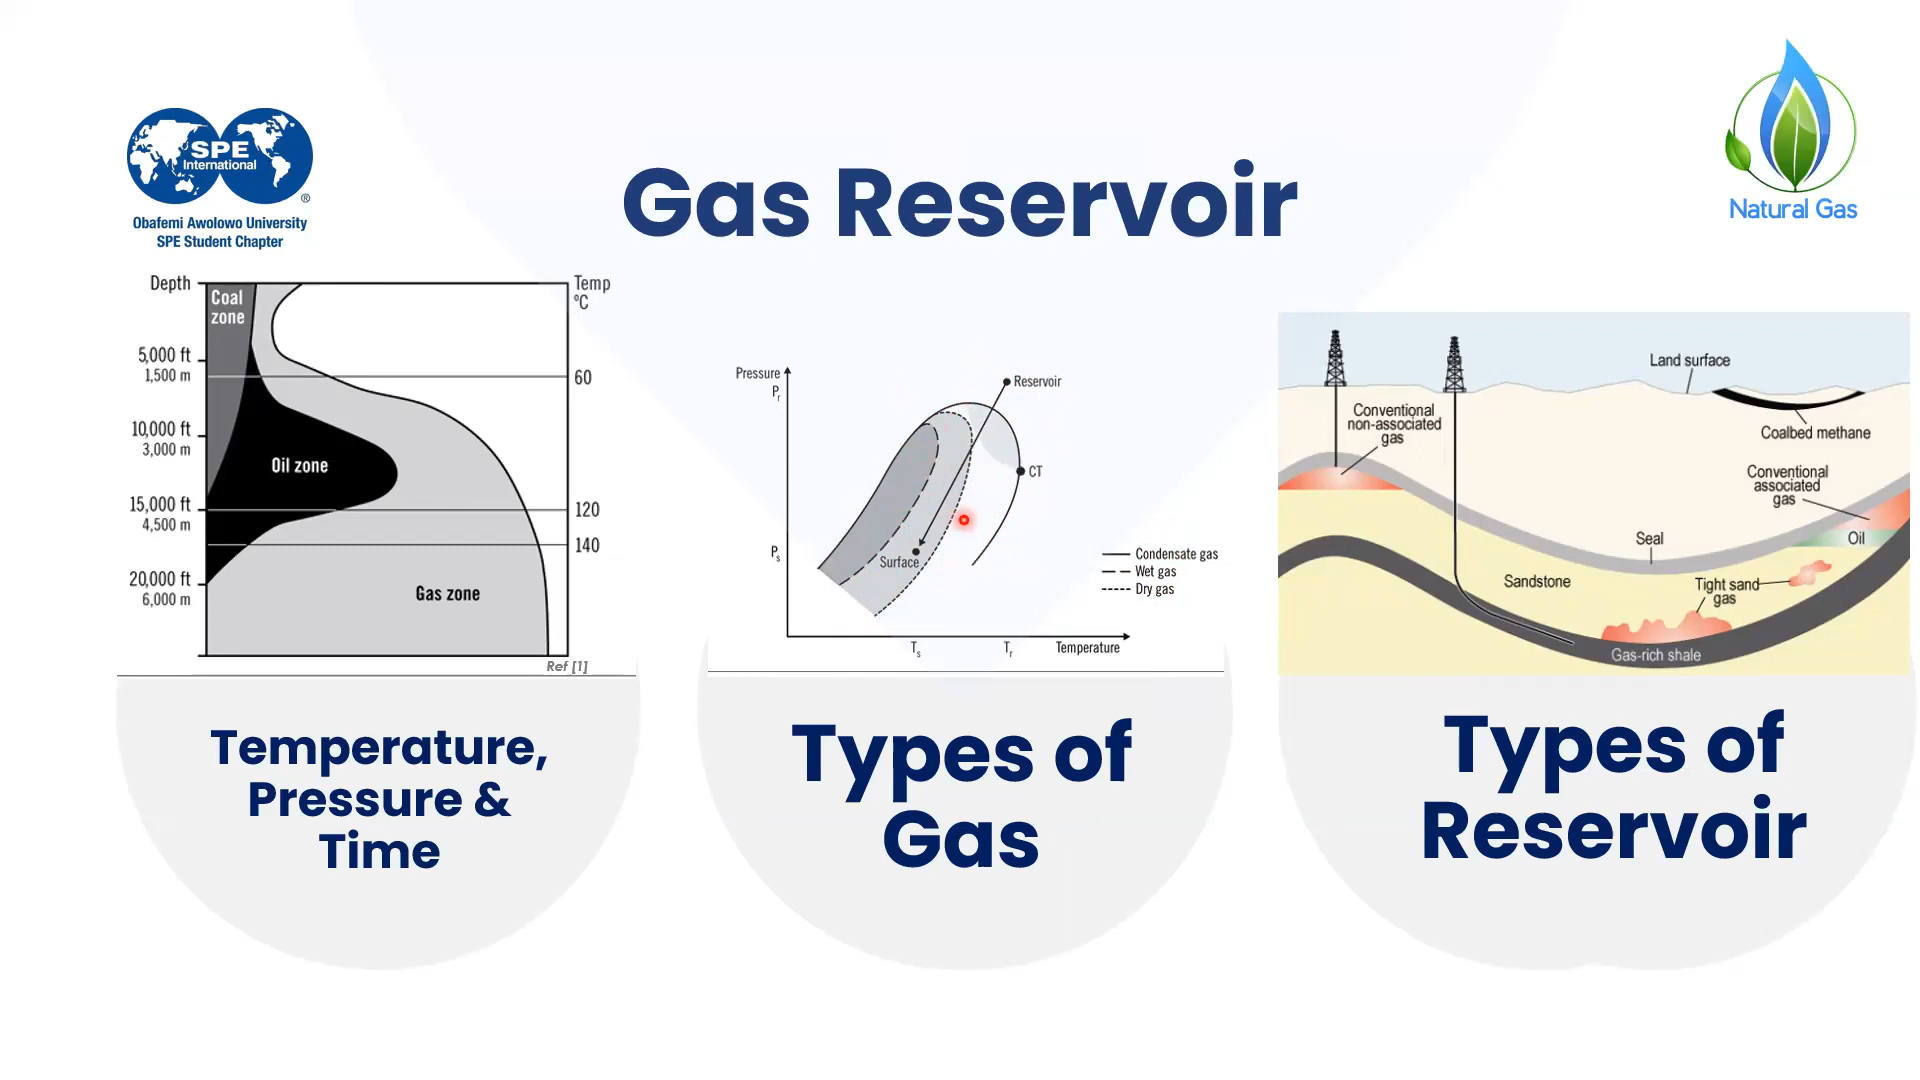 SPE
International
®
Obafemi Awolowo University
SPE Student Chapter
Gas Reservoir
Natural Gas
Depth
Temp
ºC
Coal
zone
5,000 ft
1,500 m
60
10,000 ft
3,000 m
Oil zone
15,000 ft
4,500 m
120
140
20,000 ft
6,000 m
Gas zone
Ref [1]
Temperature,
Pressure &
Time
Pressure
Pr
Reservoir
CT
Ps
Surface
Condensate gas
Wet gas
Dry gas
Ts
Tr
Temperature
Types of
Gas
Land surface
Conventional
non-associated
gas
Coalbed methane
Conventional
associated
gas
Seal
Oil
Sandstone
Tight sand
gas
Gas-rich shale
Types of
Reservoir